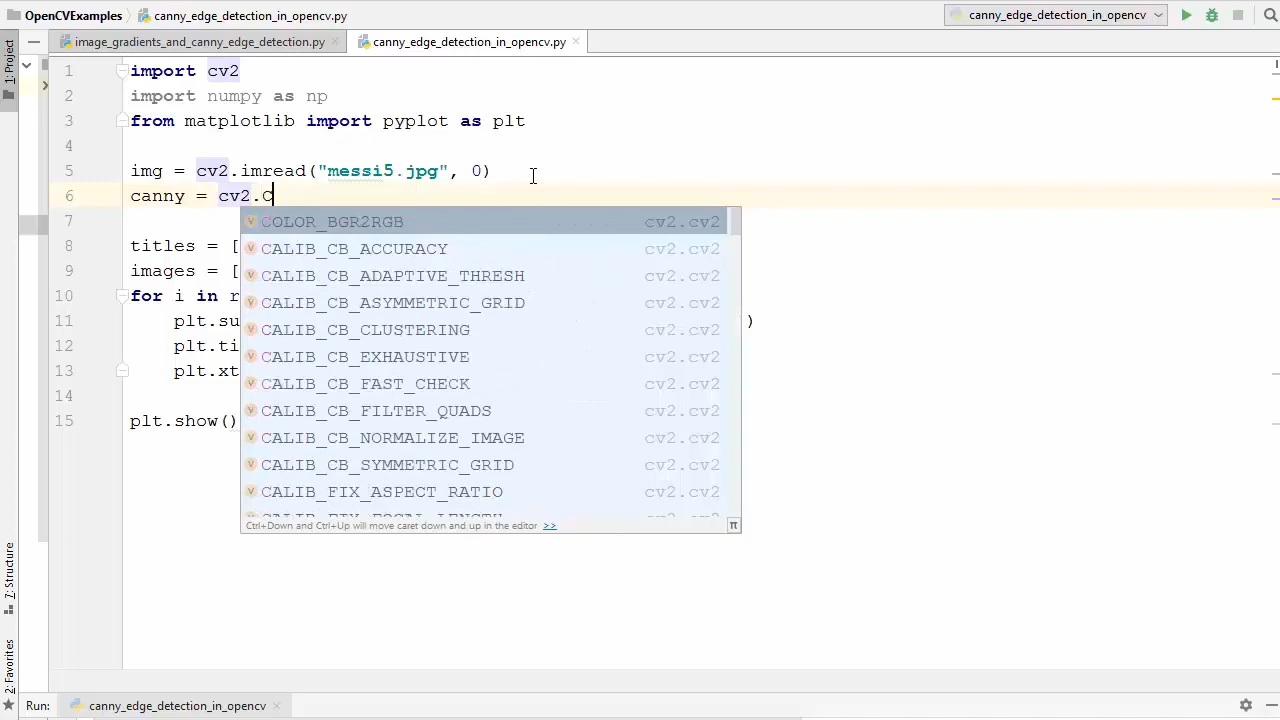 OpenCVExamples canny_edge_detection_in_opencv.py canny_edge_detection_in_opencv
1: Project
image_gradients_and_canny_edge_detection.py canny_edge_detection_in_opencv.py
1 import cv2
2 import numpy as np
3 from matplotlib import pyplot as plt
4
5 img = cv2.imread("messi5.jpg", 0)
6 canny = cv2.C
7
8 titles = [
9 images = [
10 for i in r
11 plt.su )
12 plt.ti
13 plt.xt
14
15 plt.show()
COLOR_BGR2RGB cv2.cv2
CALIB_CB_ACCURACY cv2.cv2
CALIB_CB_ADAPTIVE_THRESH cv2.cv2
CALIB_CB_ASYMMETRIC_GRID cv2.cv2
CALIB_CB_CLUSTERING cv2.cv2
CALIB_CB_EXHAUSTIVE cv2.cv2
CALIB_CB_FAST_CHECK cv2.cv2
CALIB_CB_FILTER_QUADS cv2.cv2
CALIB_CB_NORMALIZE_IMAGE cv2.cv2
CALIB_CB_SYMMETRIC_GRID cv2.cv2
CALIB_FIX_ASPECT_RATIO cv2.cv2
Ctrl+Down and Ctrl+Up will move caret down and up in the editor >> π
7: Structure
2: Favorites
Run: canny_edge_detection_in_opencv